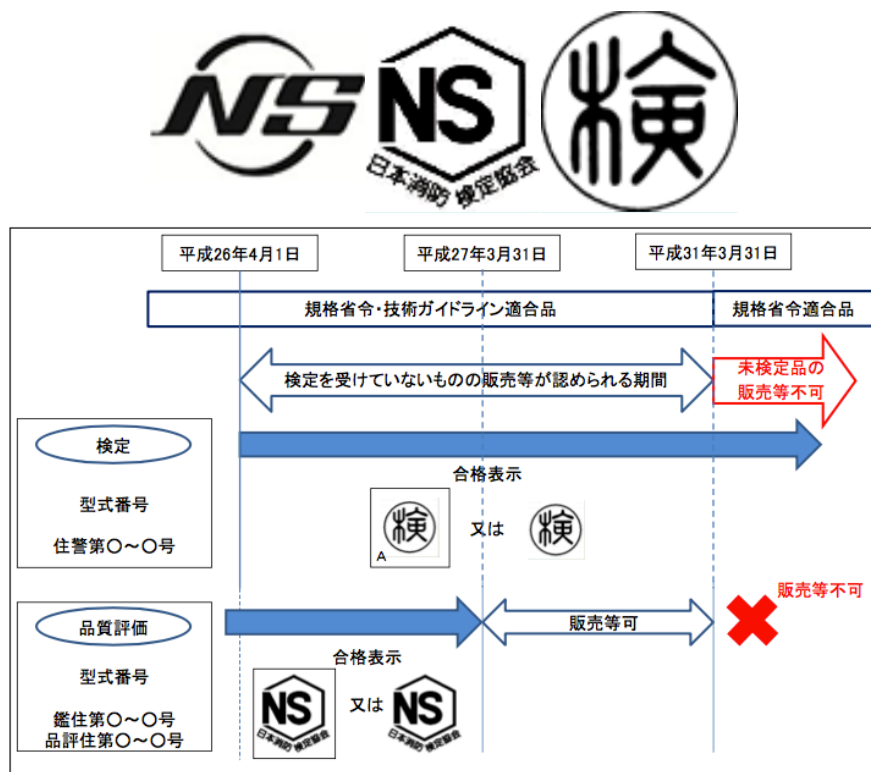 NS
NS
日本消防 検定協会
検
平成26年4月1日
平成27年3月31日
平成31年3月31日
規格省令・技術ガイドライン適合品
規格省令適合品
検定を受けていないものの販売等が認められる期間
未検定品の
販売等不可
検定
合格表示
型式番号
住警第〇～〇号
検
A
又は
検
品質評価
販売等可
販売等不可
合格表示
型式番号
鑑住第〇～〇号
品評住第〇～〇号
NS
日本消防 検定協会
又は
NS
日本消防 検定協会